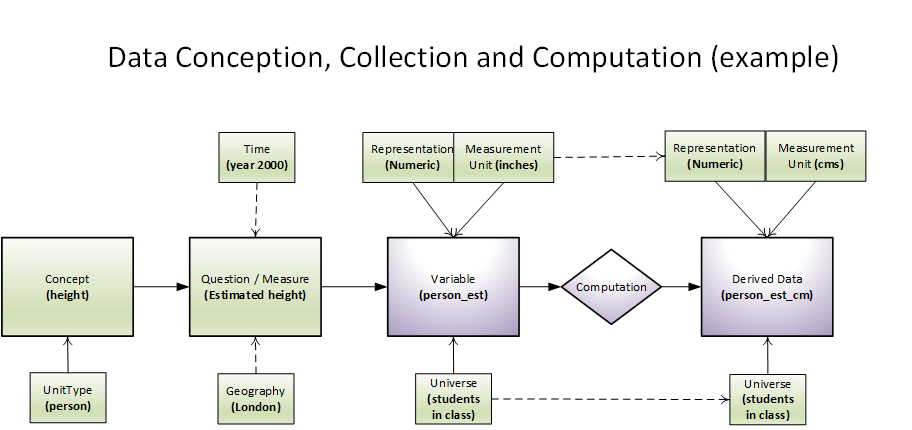 Data Conception, Collection and Computation (example)
Time
(year 2000)
Representation
(Numeric)
Measurement
Unit (inches)
Representation
(Numeric)
Measurement
Unit (cms)
Concept
(height)
Question / Measure
(Estimated height)
Variable
(person_est)
Computation
Derived Data
(person_est_cm)
UnitType
(person)
Geography
(London)
Universe
(students
in class)
Universe
(students
in class)